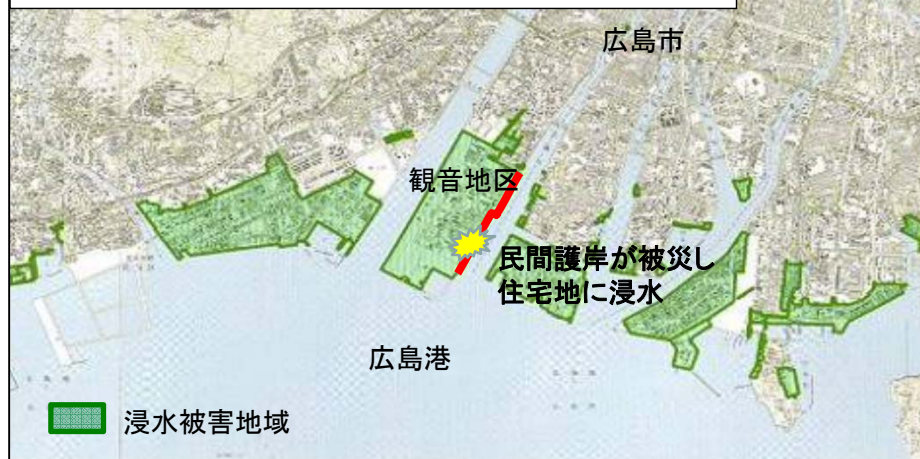 広島市
観音地区
民間護岸が被災し
住宅地に浸水
広島港
浸水被害地域